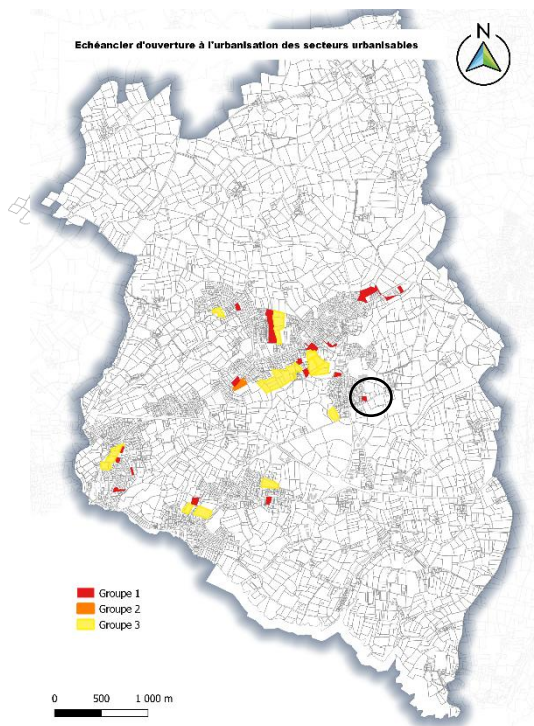 Echéancier d'ouverture à l'urbanisation des secteurs urbanisables
N
Groupe 1
Groupe 2
Groupe 3
0 500 1 000 m